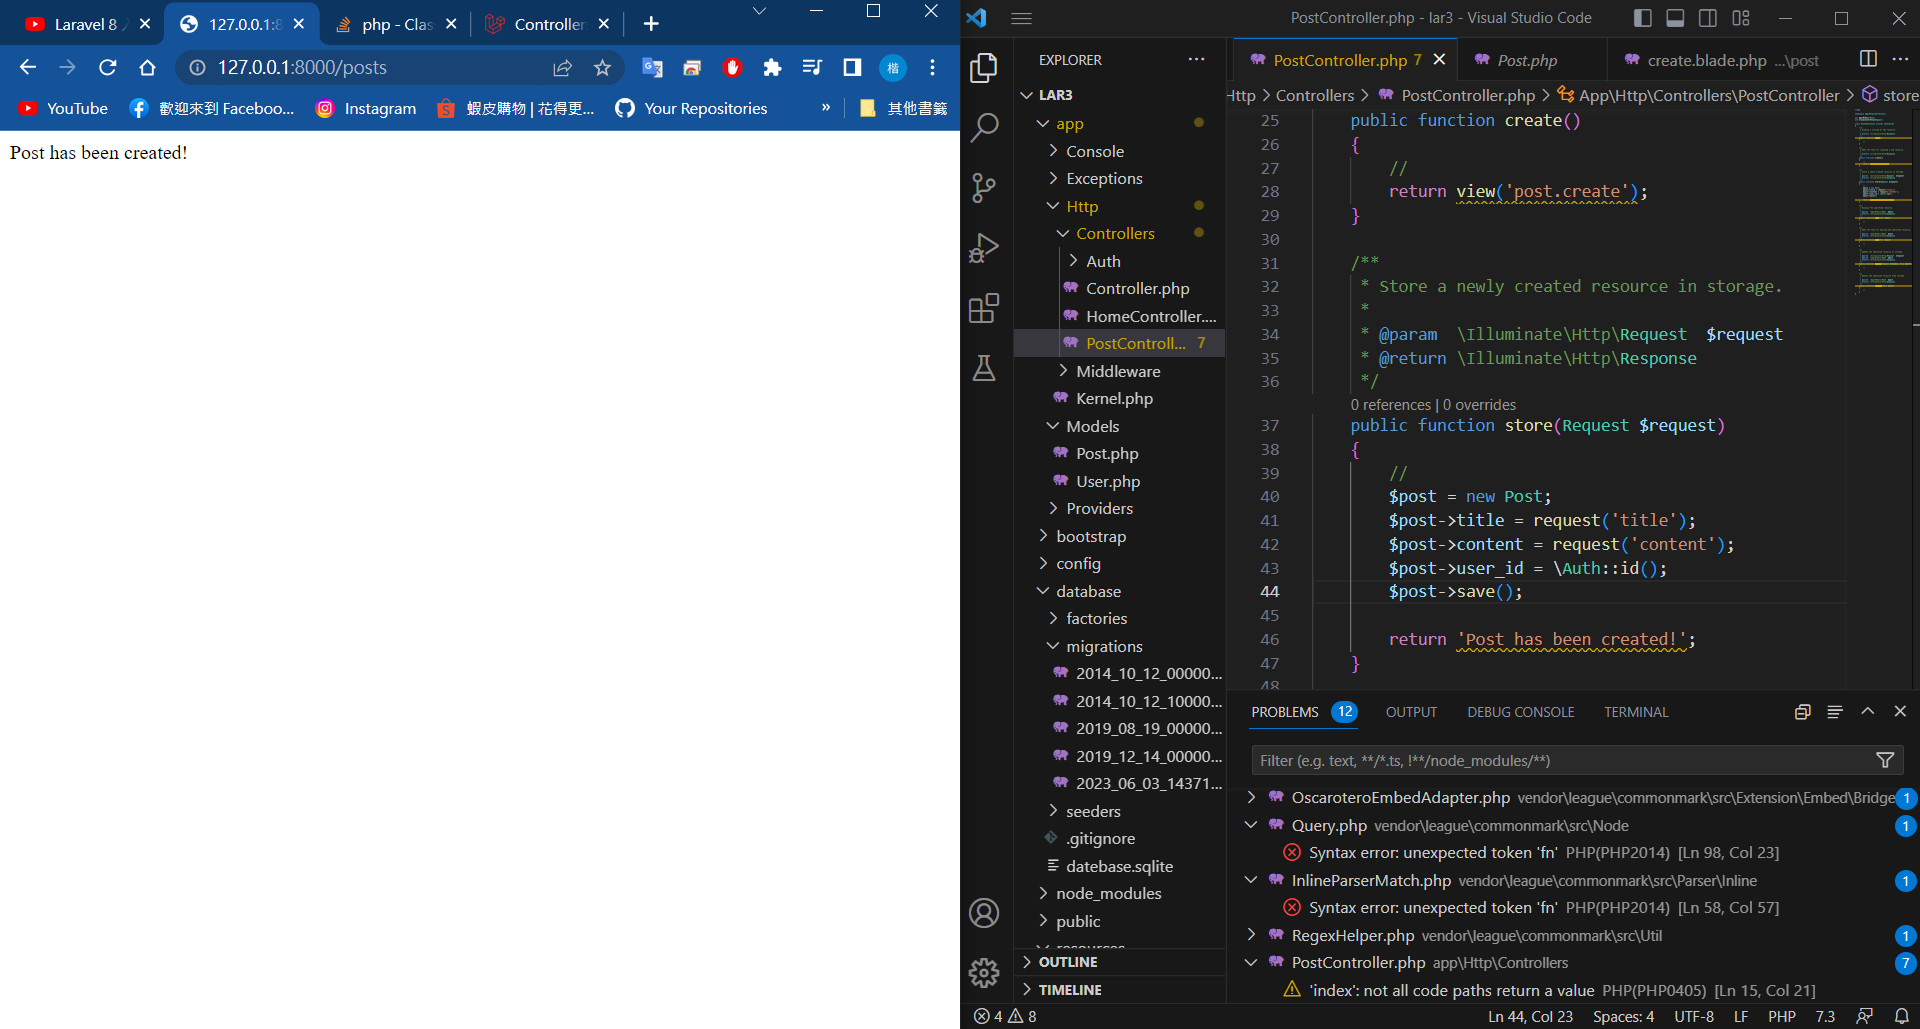 Laravel 8
127.0.0.1:8
php - Clas
Controller
127.0.0.1:8000/posts
YouTube
歡迎來到 Faceboo...
Instagram
蝦皮購物 | 花得更...
Your Repositories
»
其他書籤
Post has been created!
PostController.php - lar3 - Visual Studio Code
EXPLORER
LAR3
app
Console
Exceptions
Http
Controllers
Auth
Controller.php
HomeController....
PostControll... 7
Middleware
Kernel.php
Models
Post.php
User.php
Providers
bootstrap
config
database
factories
migrations
2014_10_12_00000...
2014_10_12_10000...
2019_08_19_00000...
2019_12_14_00000...
2023_06_03_14371...
seeders
.gitignore
datebase.sqlite
node_modules
public
resources
OUTLINE
TIMELINE
PostController.php 7
Post.php
create.blade.php ...\post
Http > Controllers > PostController.php > App\Http\Controllers\PostController > store
25 public function create()
26 {
27 //
28 return view('post.create');
29 }
30
31 /**
32 * Store a newly created resource in storage.
33 *
34 * @param  \Illuminate\Http\Request  $request
35 * @return \Illuminate\Http\Response
36 */
0 references | 0 overrides
37 public function store(Request $request)
38 {
39 //
40 $post = new Post;
41 $post->title = request('title');
42 $post->content = request('content');
43 $post->user_id = \Auth::id();
44 $post->save();
45
46 return 'Post has been created!';
47 }
48
PROBLEMS 12
OUTPUT
DEBUG CONSOLE
TERMINAL
Filter (e.g. text, **/*.ts, !**/node_modules/**)
OscaroteroEmbedAdapter.php vendor\league\commonmark\src\Extension\Embed\Bridge 1
Query.php vendor\league\commonmark\src\Node 1
Syntax error: unexpected token 'fn' PHP(PHP2014) [Ln 98, Col 23]
InlineParserMatch.php vendor\league\commonmark\src\Parser\Inline 1
Syntax error: unexpected token 'fn' PHP(PHP2014) [Ln 58, Col 57]
RegexHelper.php vendor\league\commonmark\src\Util 1
PostController.php app\Http\Controllers 7
'index': not all code paths return a value PHP(PHP0405) [Ln 15, Col 21]
4 8
Ln 44, Col 23 Spaces: 4 UTF-8 LF PHP 7.3